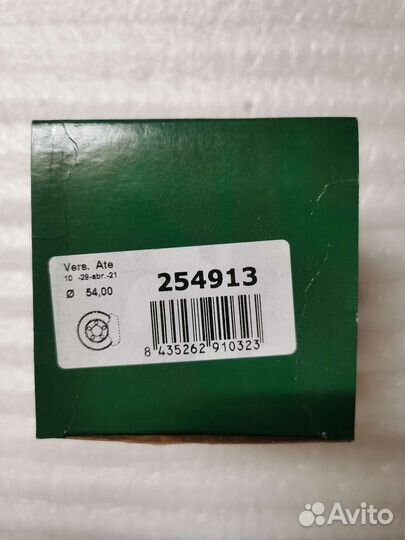 Vers. Ate
10 -29-abr.-21
Ø 54,00
254913
8 435262 910323
Avito